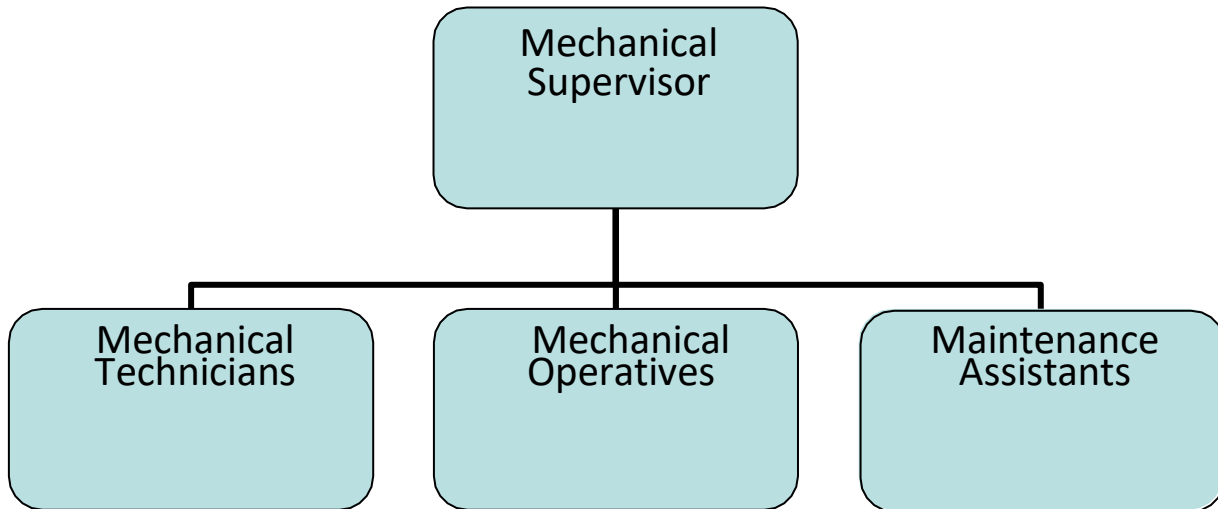 Mechanical
Supervisor
Mechanical
Technicians
Mechanical
Operatives
Maintenance
Assistants